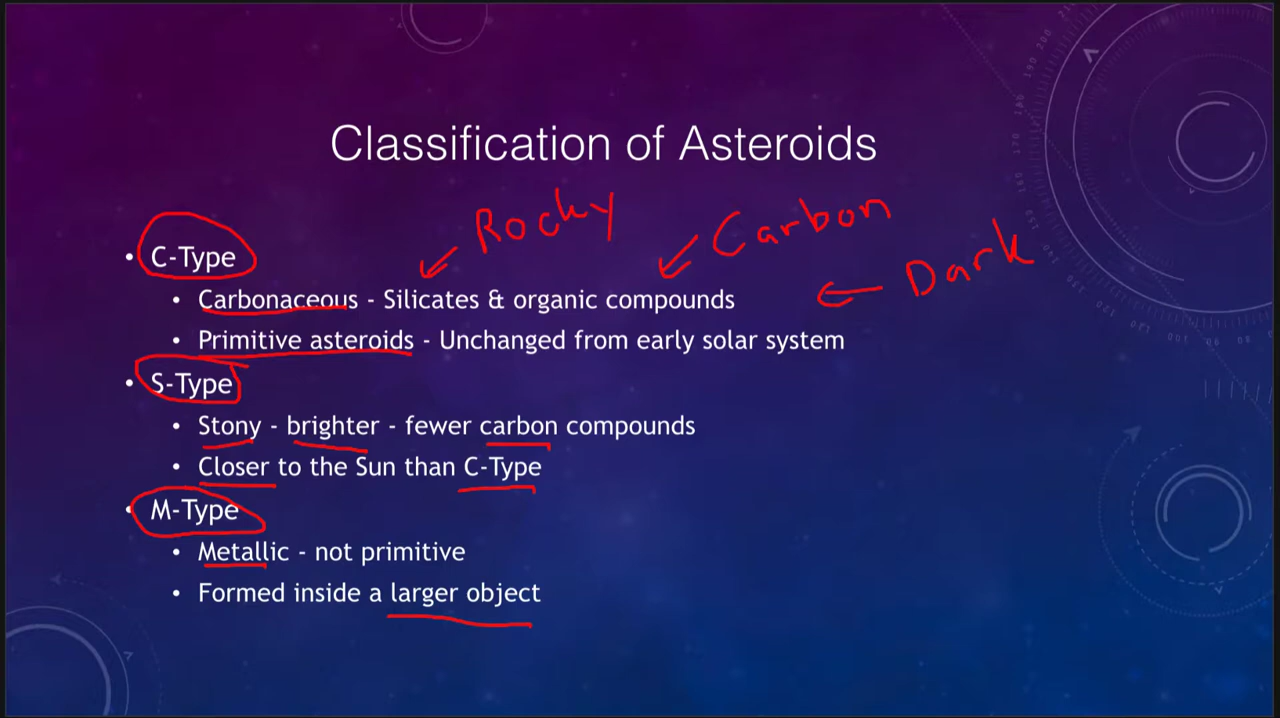 Classification of Asteroids
Rocky
Carbon
Dark
• C-Type
• Carbonaceous - Silicates & organic compounds
• Primitive asteroids - Unchanged from early solar system
• S-Type
• Stony - brighter - fewer carbon compounds
• Closer to the Sun than C-Type
• M-Type
• Metallic - not primitive
• Formed inside a larger object